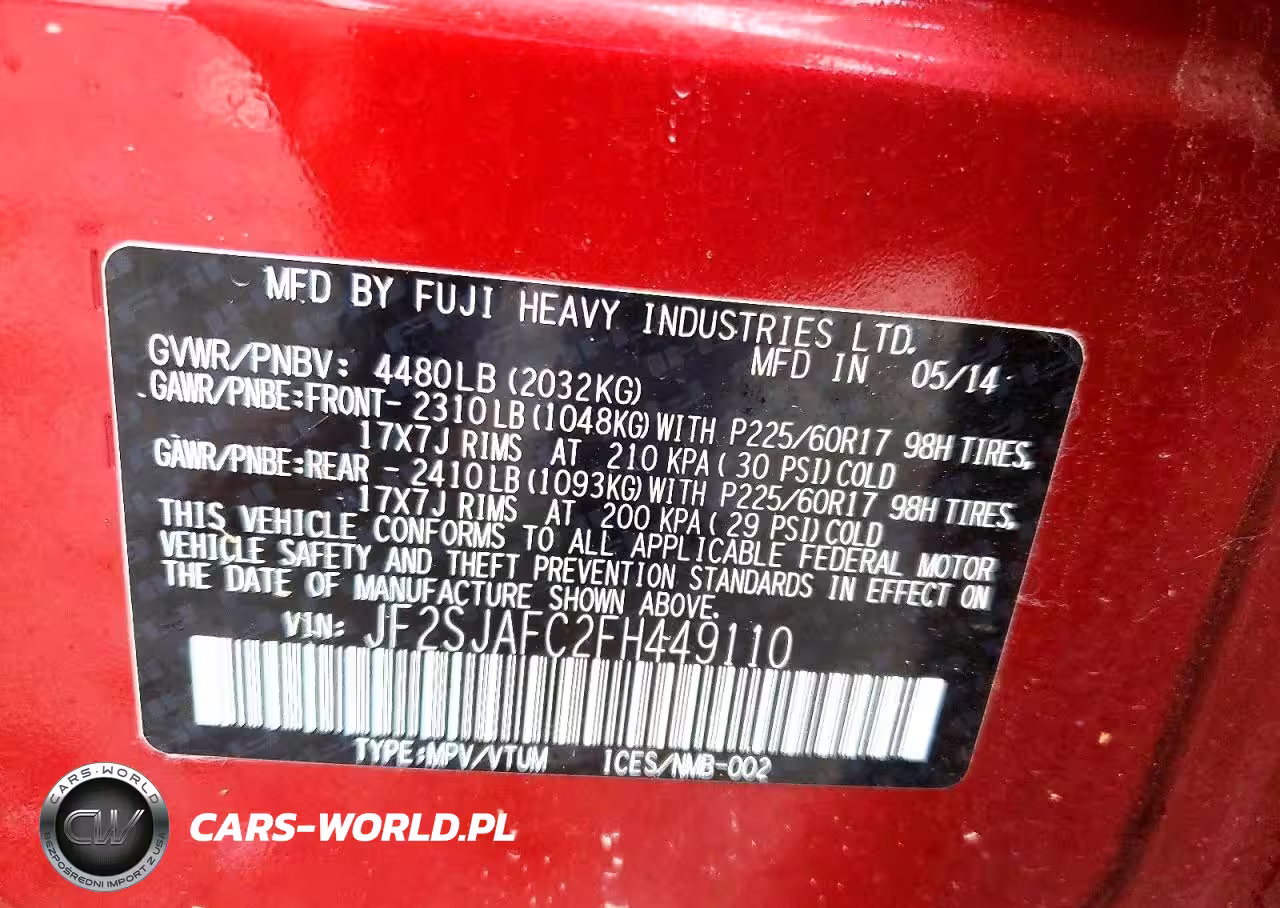 MFD BY FUJI HEAVY INDUSTRIES LTD.
MFD IN 05/14
GVWR/PNBV: 4480LB (2032KG)
GAWR/PNBE:FRONT- 2310LB (1048KG) WITH P225/60R17 98H TIRES,
17X7J RIMS AT 210 KPA ( 30 PSI) COLD
GAWR/PNBE:REAR - 2410LB (1093KG) WITH P225/60R17 98H TIRES,
17X7J RIMS AT 200 KPA ( 29 PSI) COLD
THIS VEHICLE CONFORMS TO ALL APPLICABLE FEDERAL MOTOR
VEHICLE SAFETY AND THEFT PREVENTION STANDARDS IN EFFECT ON
THE DATE OF MANUFACTURE SHOWN ABOVE.
VIN: JF2SJAFC2FH449110
TYPE:MPV/VTUM ICES/NMB-002
CARS-WORLD
CW
BEZPOŚREDNI IMPORT Z USA
CARS-WORLD.PL